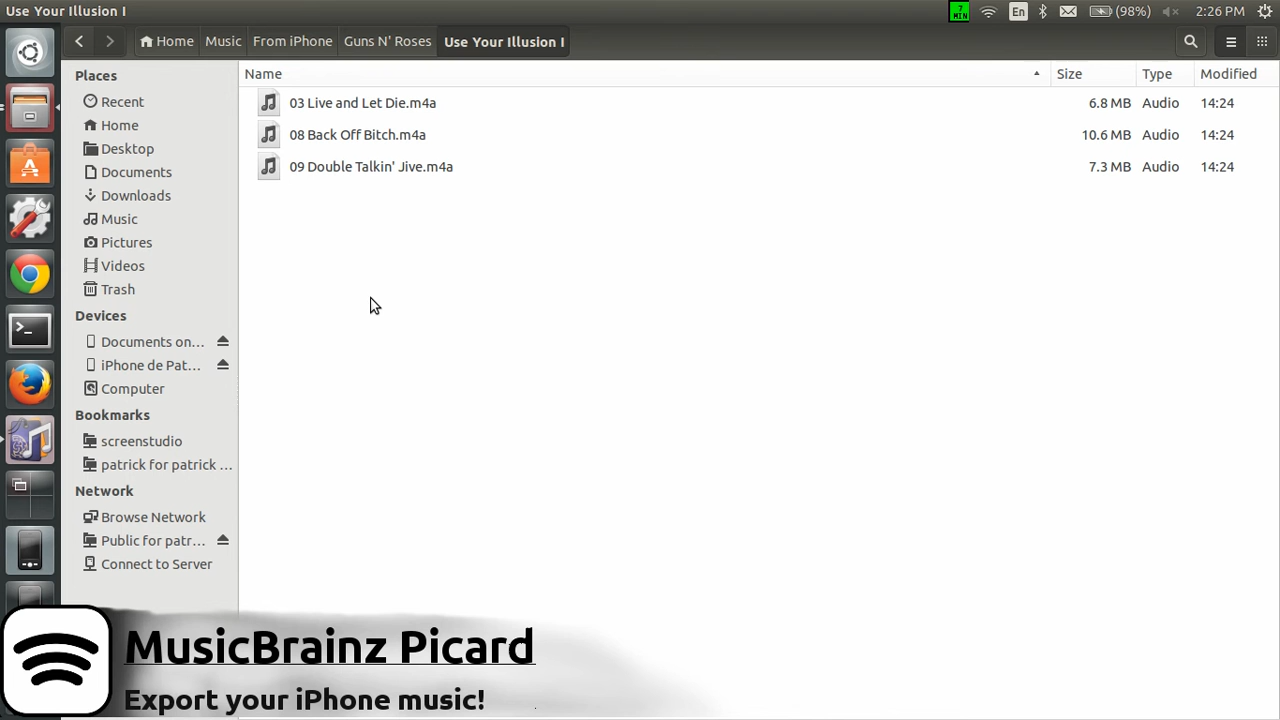 Use Your Illusion I
7 MIN
En
(98%)
2:26 PM
Home
Music
From iPhone
Guns N' Roses
Use Your Illusion I
Places
Recent
Home
Desktop
Documents
Downloads
Music
Pictures
Videos
Trash
Devices
Documents on...
iPhone de Pat...
Computer
Bookmarks
screenstudio
patrick for patrick ...
Network
Browse Network
Public for patr...
Connect to Server
Name Size Type Modified
03 Live and Let Die.m4a 6.8 MB Audio 14:24
08 Back Off Bitch.m4a 10.6 MB Audio 14:24
09 Double Talkin' Jive.m4a 7.3 MB Audio 14:24
MusicBrainz Picard
Export your iPhone music!